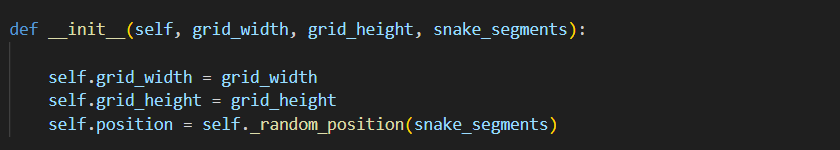 def __init__(self, grid_width, grid_height, snake_segments):
self.grid_width = grid_width
self.grid_height = grid_height
self.position = self._random_position(snake_segments)